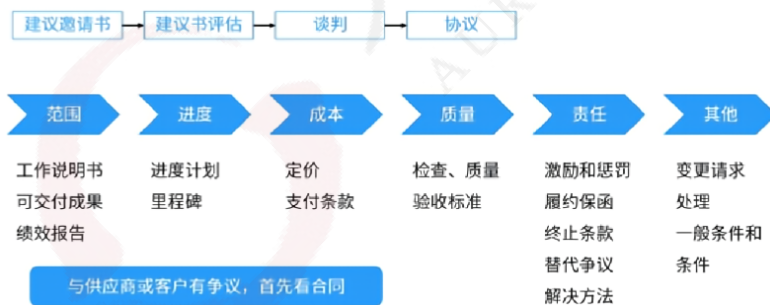 建议邀请书 建议书评估 谈判 协议
范围 进度 成本 质量 责任 其他
工作说明书 进度计划 定价 检查、质量 激励和惩罚 变更请求
可交付成果 里程碑 支付条款 验收标准 履约保函 处理
绩效报告 终止条款 一般条件和
替代争议 条件
与供应商或客户有争议，首先看合同
解决方法